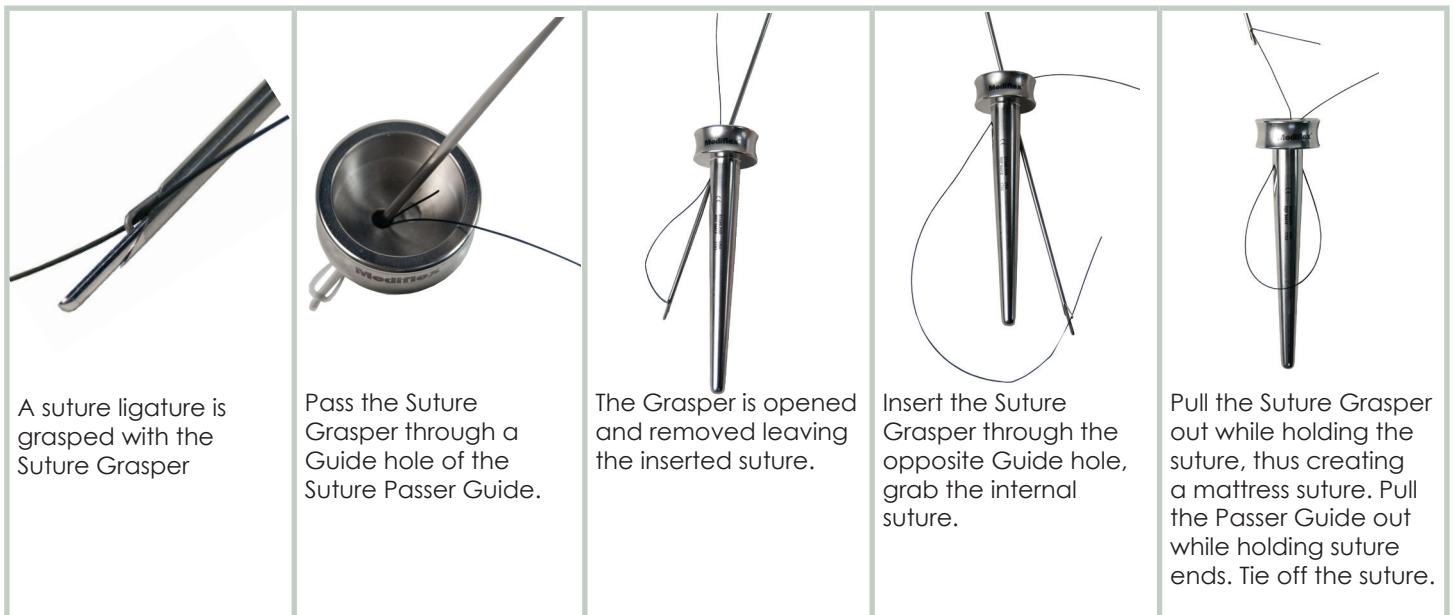 A suture ligature is
grasped with the
Suture Grasper
Mediflex
Pass the Suture
Grasper through a
Guide hole of the
Suture Passer Guide.
Mediflex
The Grasper is opened
and removed leaving
the inserted suture.
Mediflex
Insert the Suture
Grasper through the
opposite Guide hole,
grab the internal
suture.
Mediflex
Pull the Suture Grasper
out while holding the
suture, thus creating
a mattress suture. Pull
the Passer Guide out
while holding suture
ends. Tie off the suture.